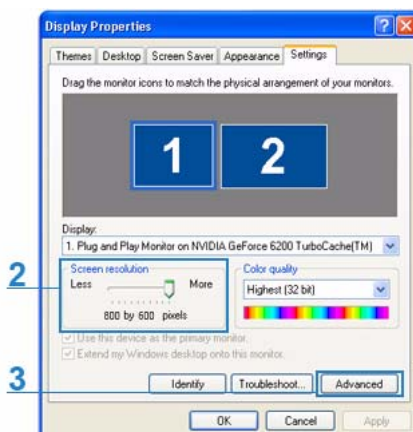 Display Properties
Themes Desktop Screen Saver Appearance Settings
Drag the monitor icons to match the physical arrangement of your monitors.
1 2
Display:
1. Plug and Play Monitor on NVIDIA GeForce 6200 TurboCache(TM)
2
Screen resolution
Less More
800 by 600 pixels
Color quality
Highest (32 bit)
Use this device as the primary monitor.
Extend my Windows desktop onto this monitor.
3
Identify Troubleshoot... Advanced
OK Cancel Apply